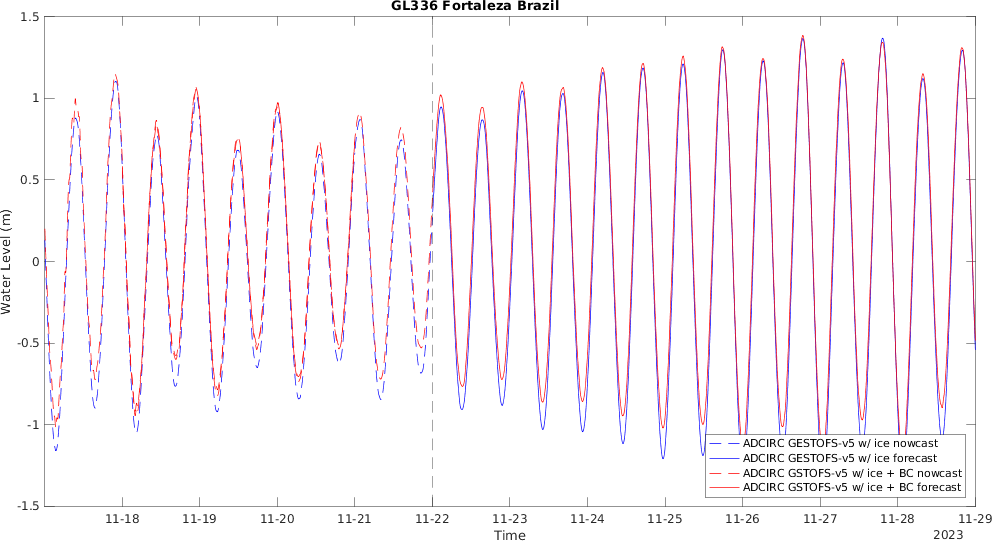 GL336 Fortaleza Brazil
1.5
1
0.5
0
-0.5
-1
-1.5
Water Level (m)
ADCIRC GESTOFS-v5 w/ ice nowcast
ADCIRC GESTOFS-v5 w/ ice forecast
ADCIRC GSTOFS-v5 w/ ice + BC nowcast
ADCIRC GSTOFS-v5 w/ ice + BC forecast
11-18 11-19 11-20 11-21 11-22 11-23 11-24 11-25 11-26 11-27 11-28 11-29
Time
2023